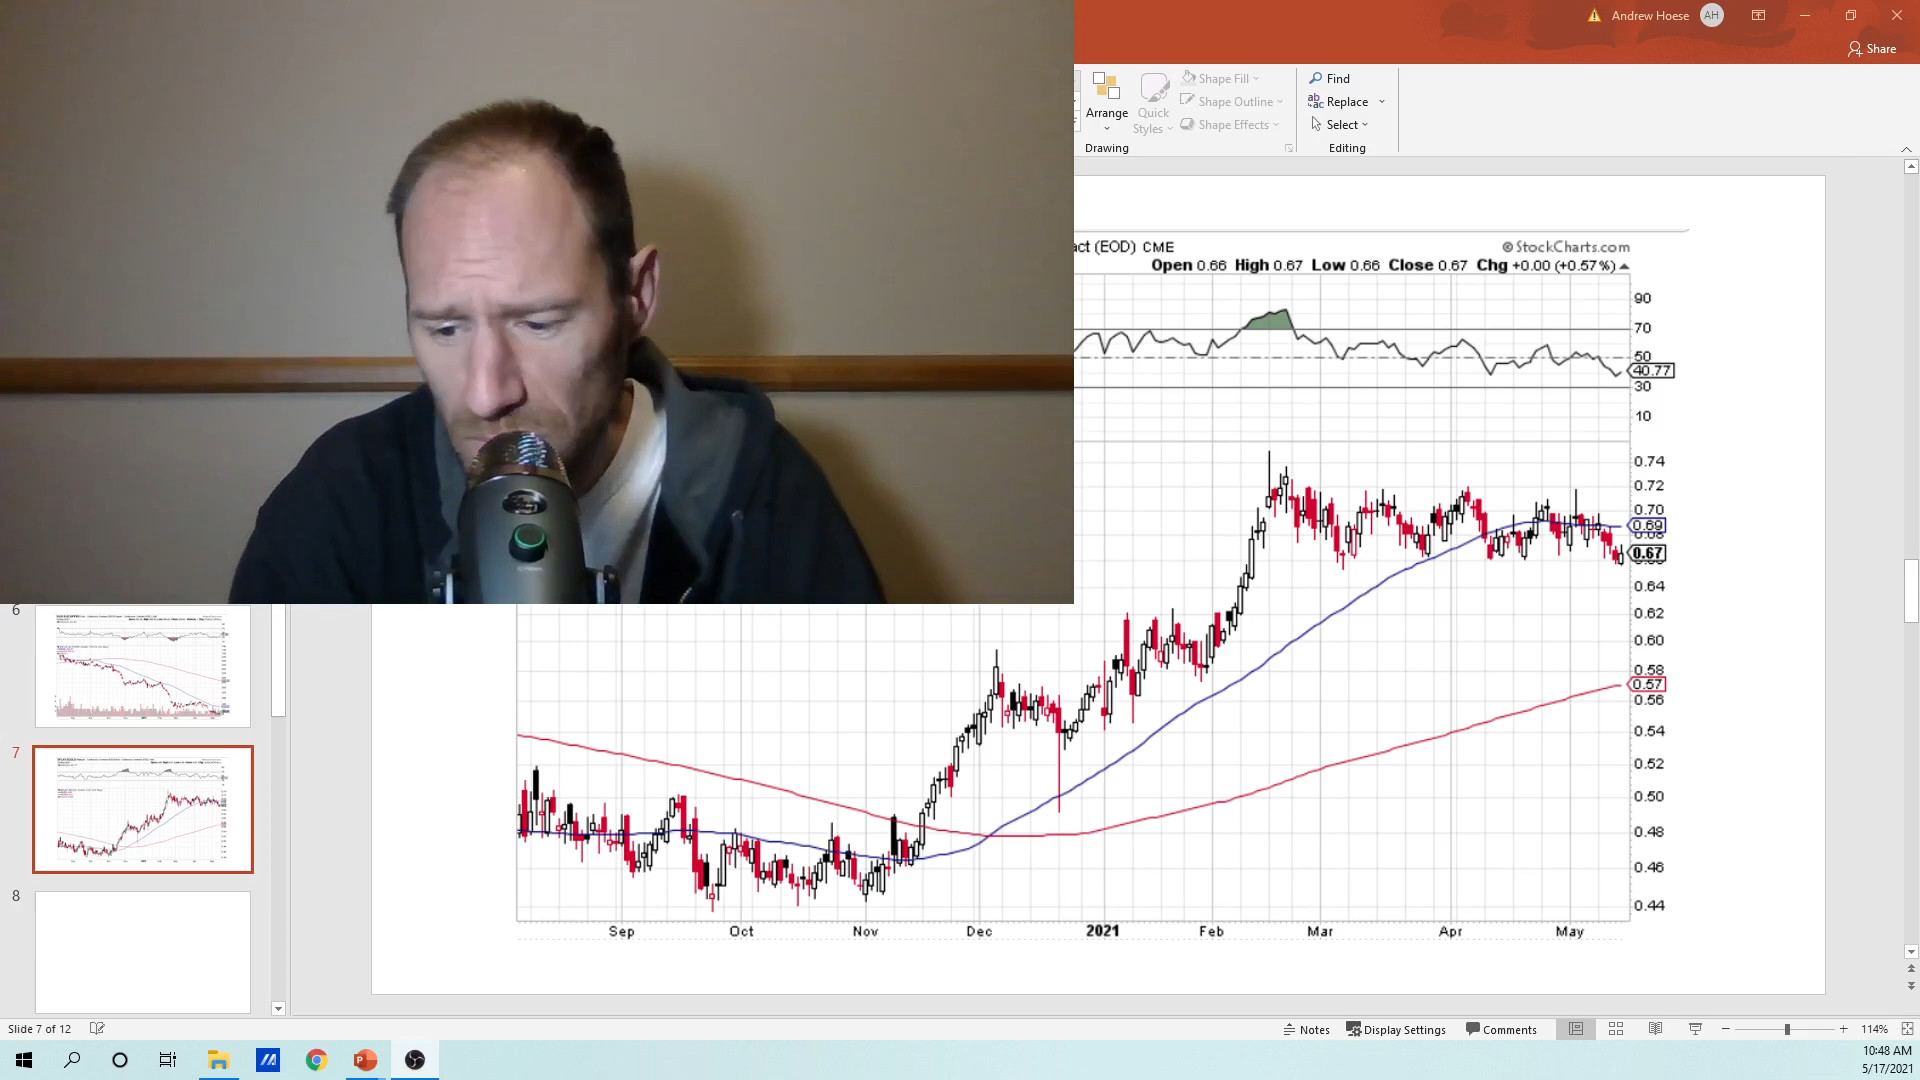 Andrew Hoese AH
Share
Shape Fill
Shape Outline
Shape Effects
Arrange
Quick
Styles
Drawing
Find
Replace
Select
Editing
act (EOD) CME
© StockCharts.com
Open 0.66 High 0.67 Low 0.66 Close 0.67 Chg +0.00 (+0.57%)
90
70
50
40.77
30
10
0.74
0.72
0.70
0.69
0.68
0.67
0.64
0.62
0.60
0.58
0.57
0.56
0.54
0.52
0.50
0.48
0.46
0.44
Sep Oct Nov Dec 2021 Feb Mar Apr May
6
7
8
Slide 7 of 12
Notes Display Settings Comments 114%
10:48 AM
5/17/2021